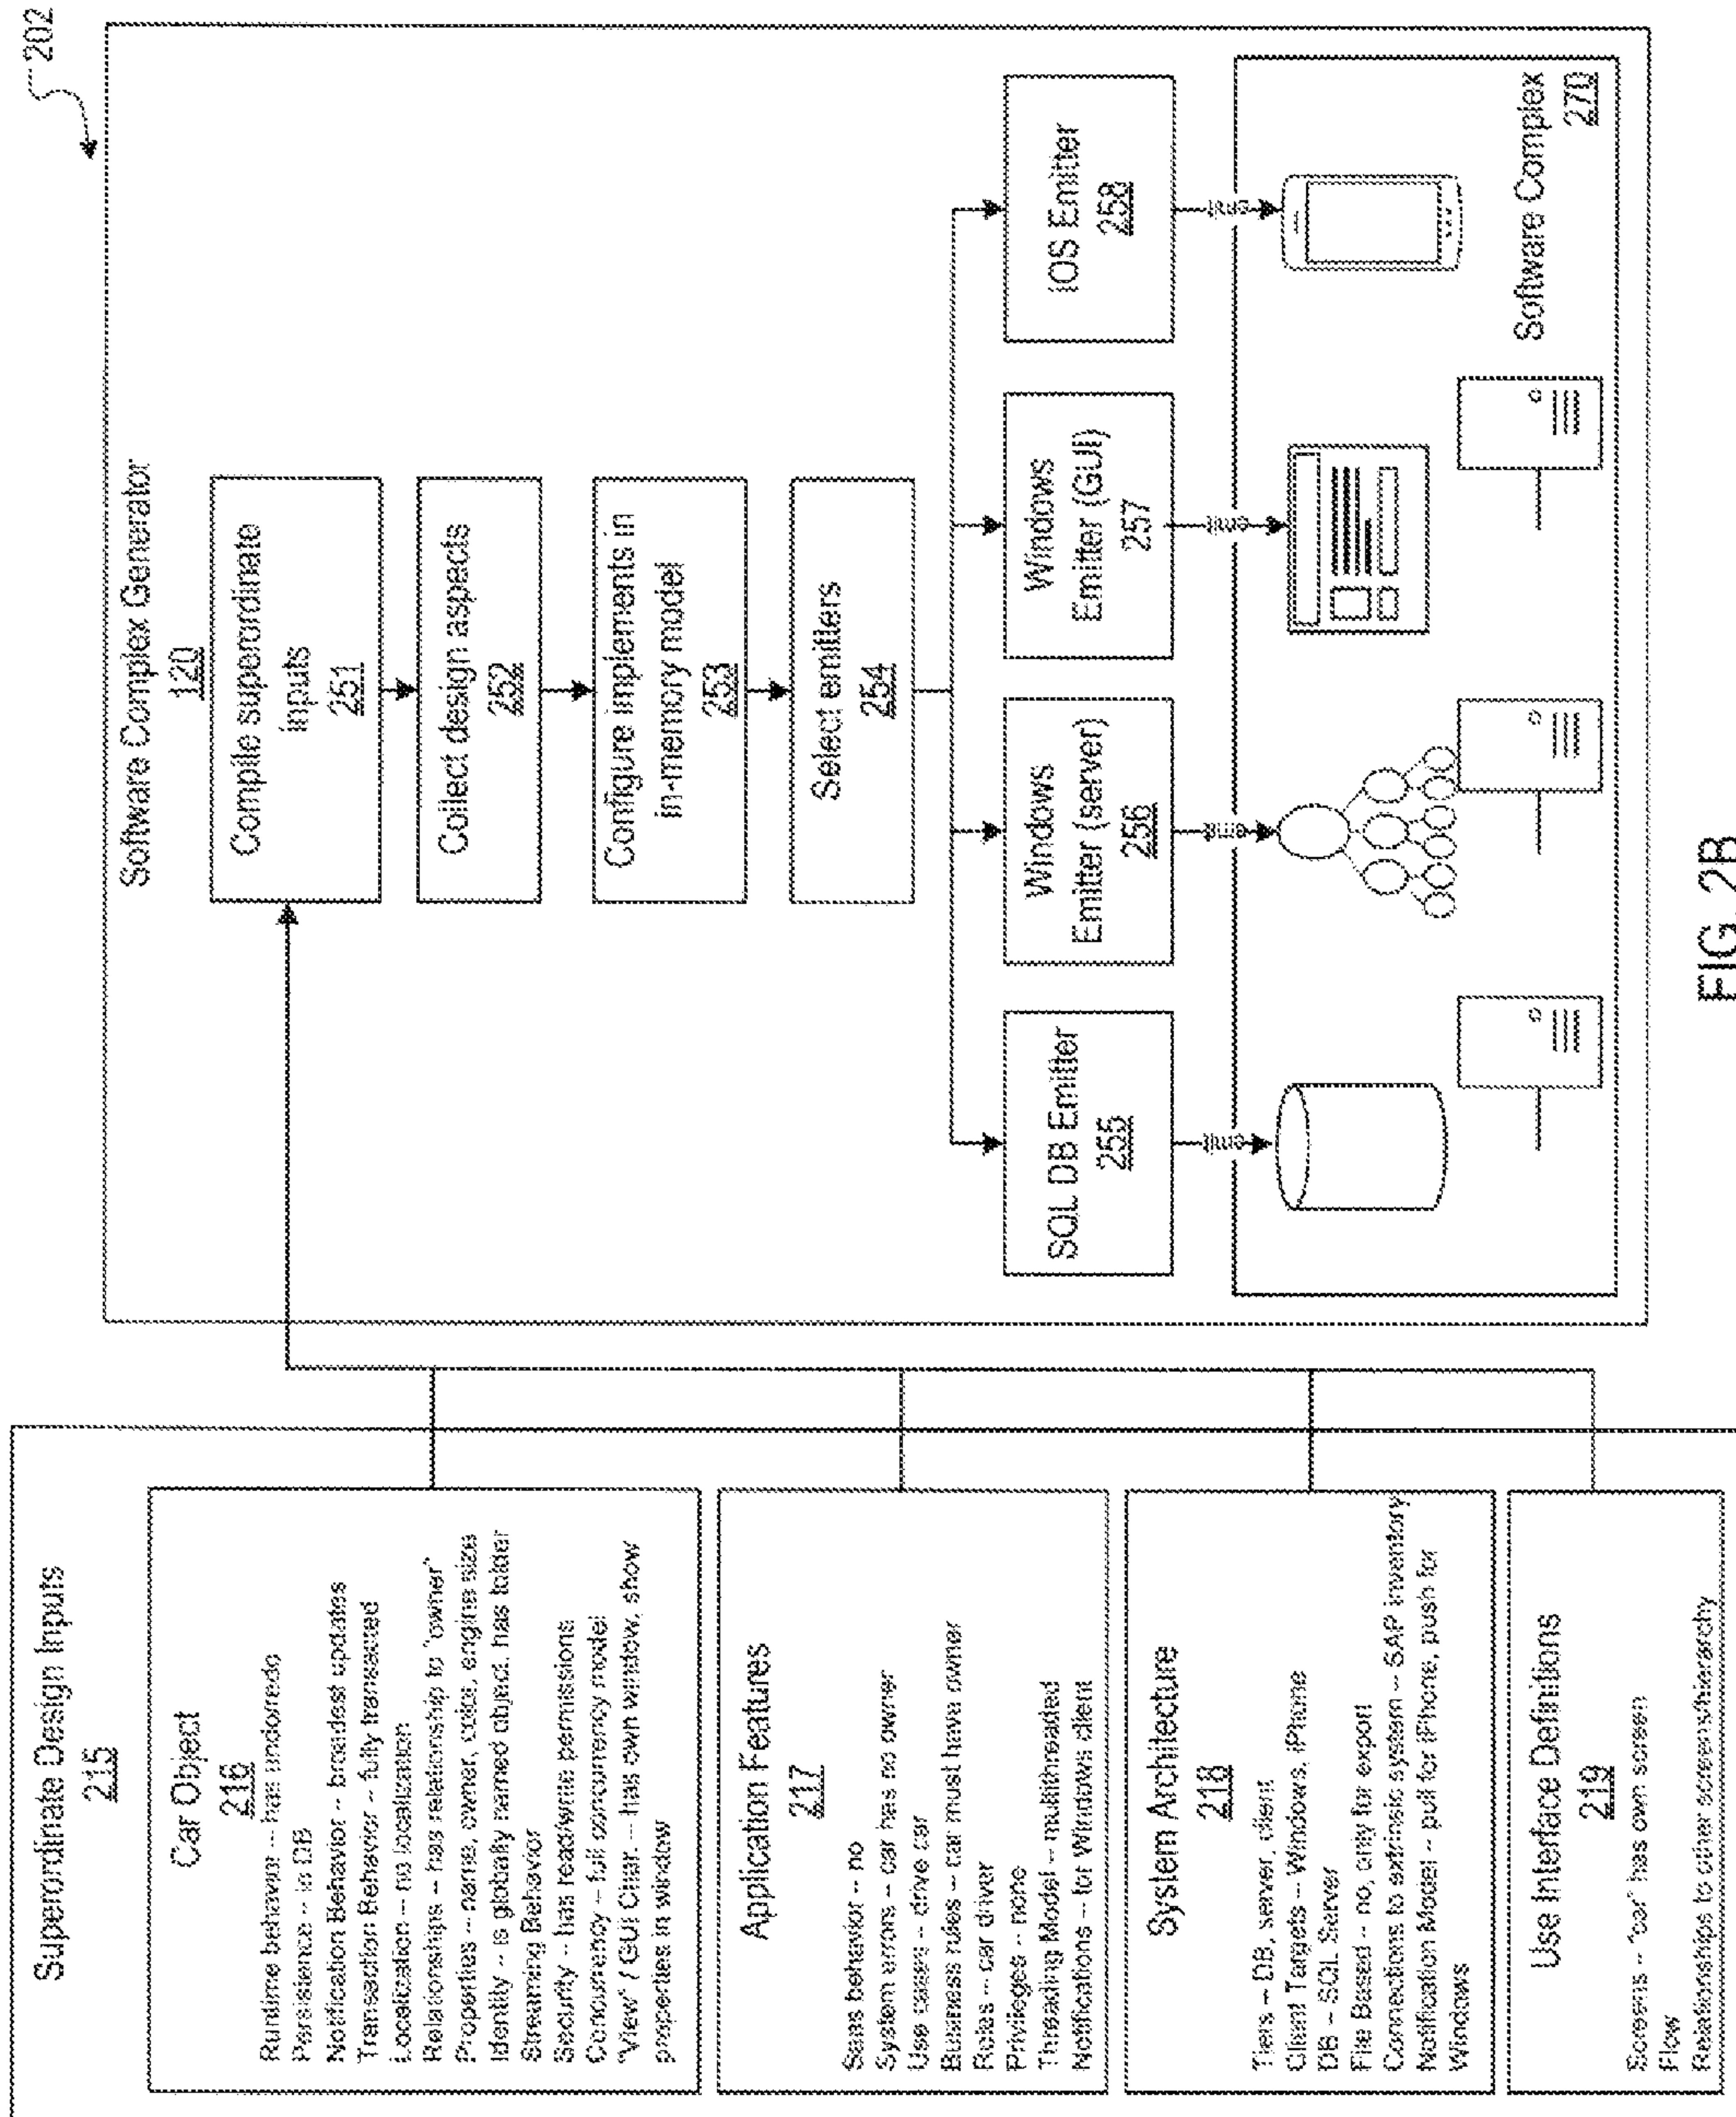 202
Superordinate Design Inputs
215
Car Object
216
Runtime behavior -- has undo/redo
Persistence -- to DB
Notification Behavior -- broadcast updates
Transaction Behavior -- fully transacted
Localization -- no localization
Relationships -- has relationship to "owner"
Properties -- name, owner, color, engine size
Identity -- is globally named object, has folder
Streaming Behavior
Security -- has read/write permissions
Concurrency -- full concurrency model
"View" / GUI Char. -- has own window, show
properties in window
Application Features
217
Saas behavior -- no
System errors -- car has no owner
Use cases -- drive car
Business rules -- car must have owner
Roles -- car driver
Privileges -- none
Threading Model -- multithreaded
Notifications -- for Windows client
System Architecture
218
Tiers -- DB, server, client
Client Targets -- Windows, iPhone
DB -- SQL Server
File Based -- no, only for export
Connections to extrinsic system -- SAP inventory
Notification Model -- pull for iPhone, push for
Windows
Use Interface Definitions
219
Screens -- "car" has own screen
Flow
Relationships to other screens/hierarchy
Software Complex Generator
120
Compile superordinate
inputs
251
Collect design aspects
252
Configure implements in
in-memory model
253
Select emitters
254
SQL DB Emitter
255
Windows
Emitter (server)
256
Windows
Emitter (GUI)
257
iOS Emitter
258
emit
emit
emit
emit
Software Complex
270
FIG. 2B